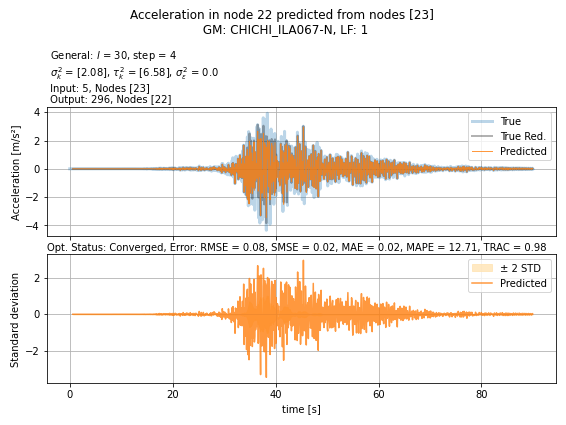 Acceleration in node 22 predicted from nodes [23]
GM: CHICHI_ILA067-N, LF: 1
General: l = 30, step = 4
σ²ₖ = [2.08], τ²ₖ = [6.58], σ²ε = 0.0
Input: 5, Nodes [23]
Output: 296, Nodes [22]
Acceleration [m/s²]
4
2
0
−2
−4
True
True Red.
Predicted
Opt. Status: Converged, Error: RMSE = 0.08, SMSE = 0.02, MAE = 0.02, MAPE = 12.71, TRAC = 0.98
Standard deviation
2
0
−2
± 2 STD
Predicted
0
20
40
60
80
time [s]